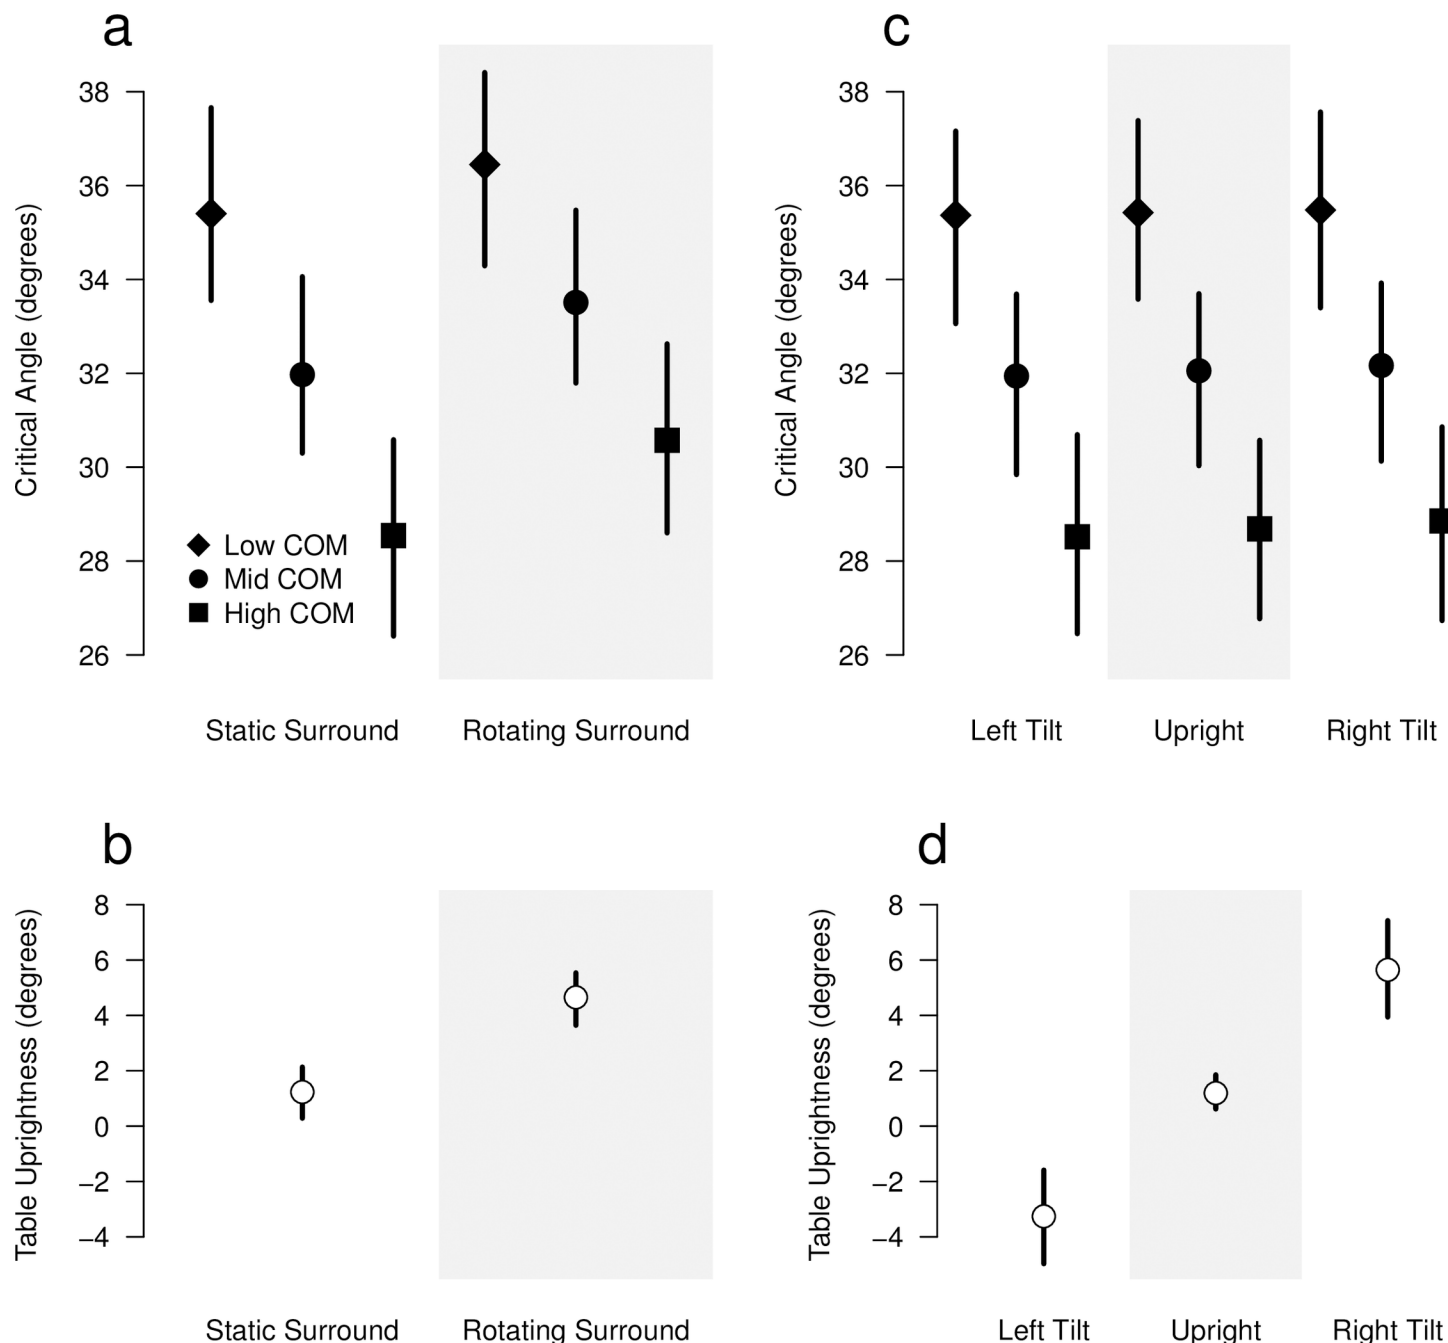 a
38
36
34
32
30
28
26
Critical Angle (degrees)
Low COM
Mid COM
High COM
Static Surround
Rotating Surround
c
38
36
34
32
30
28
26
Critical Angle (degrees)
Left Tilt
Upright
Right Tilt
b
8
6
4
2
0
−2
−4
Table Uprightness (degrees)
Static Surround
Rotating Surround
d
8
6
4
2
0
−2
−4
Table Uprightness (degrees)
Left Tilt
Upright
Right Tilt